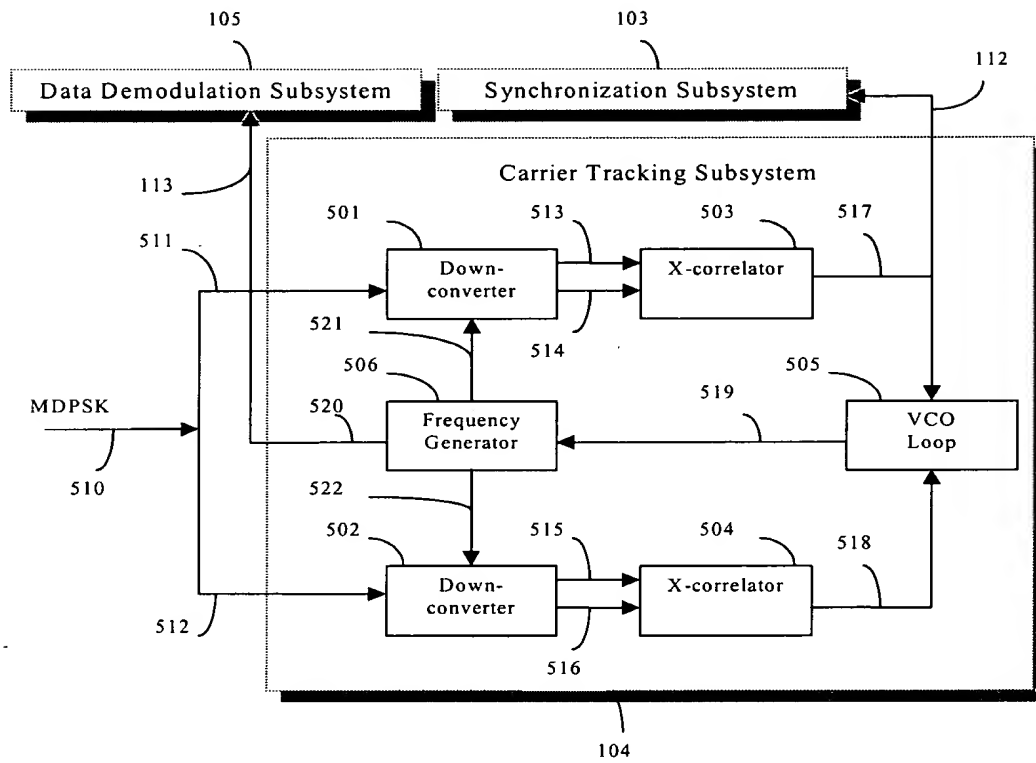 105
103
112
Data Demodulation Subsystem
Synchronization Subsystem
113
Carrier Tracking Subsystem
511
501
513
503
517
Down-
converter
X-correlator
521
514
506
505
MDPSK
520
Frequency
Generator
519
VCO
Loop
510
522
502
515
504
518
Down-
converter
X-correlator
512
516
104